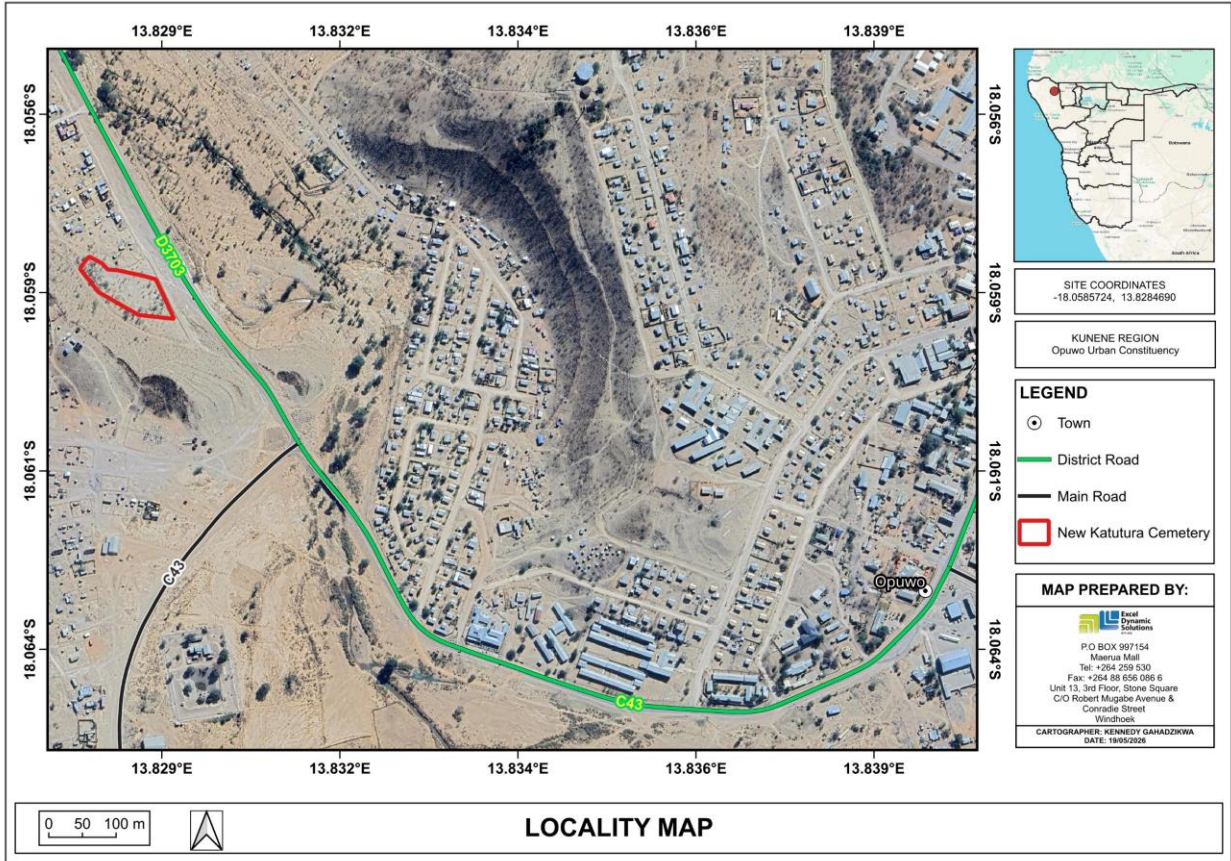 13.829°E 13.832°E 13.834°E 13.836°E 13.839°E
18.056°S 18.056°S
D3703
18.059°S 18.059°S
18.061°S 18.061°S
C43
Opuwo
18.064°S 18.064°S
C43
13.829°E 13.832°E 13.834°E 13.836°E 13.839°E
Botswana
South Africa
SITE COORDINATES
-18.0585724, 13.8284690
KUNENE REGION
Opuwo Urban Constituency
LEGEND
Town
District Road
Main Road
New Katutura Cemetery
MAP PREPARED BY:
Excel
Dynamic
Solutions
P.O BOX 997154
Maerua Mall
Tel: +264 259 530
Fax: +264 88 656 086 6
Unit 13, 3rd Floor, Stone Square
C/O Robert Mugabe Avenue &
Conradie Street
Windhoek
CARTOGRAPHER: KENNEDY GAHADZIKWA
DATE: 19/05/2026
0 50 100 m
LOCALITY MAP